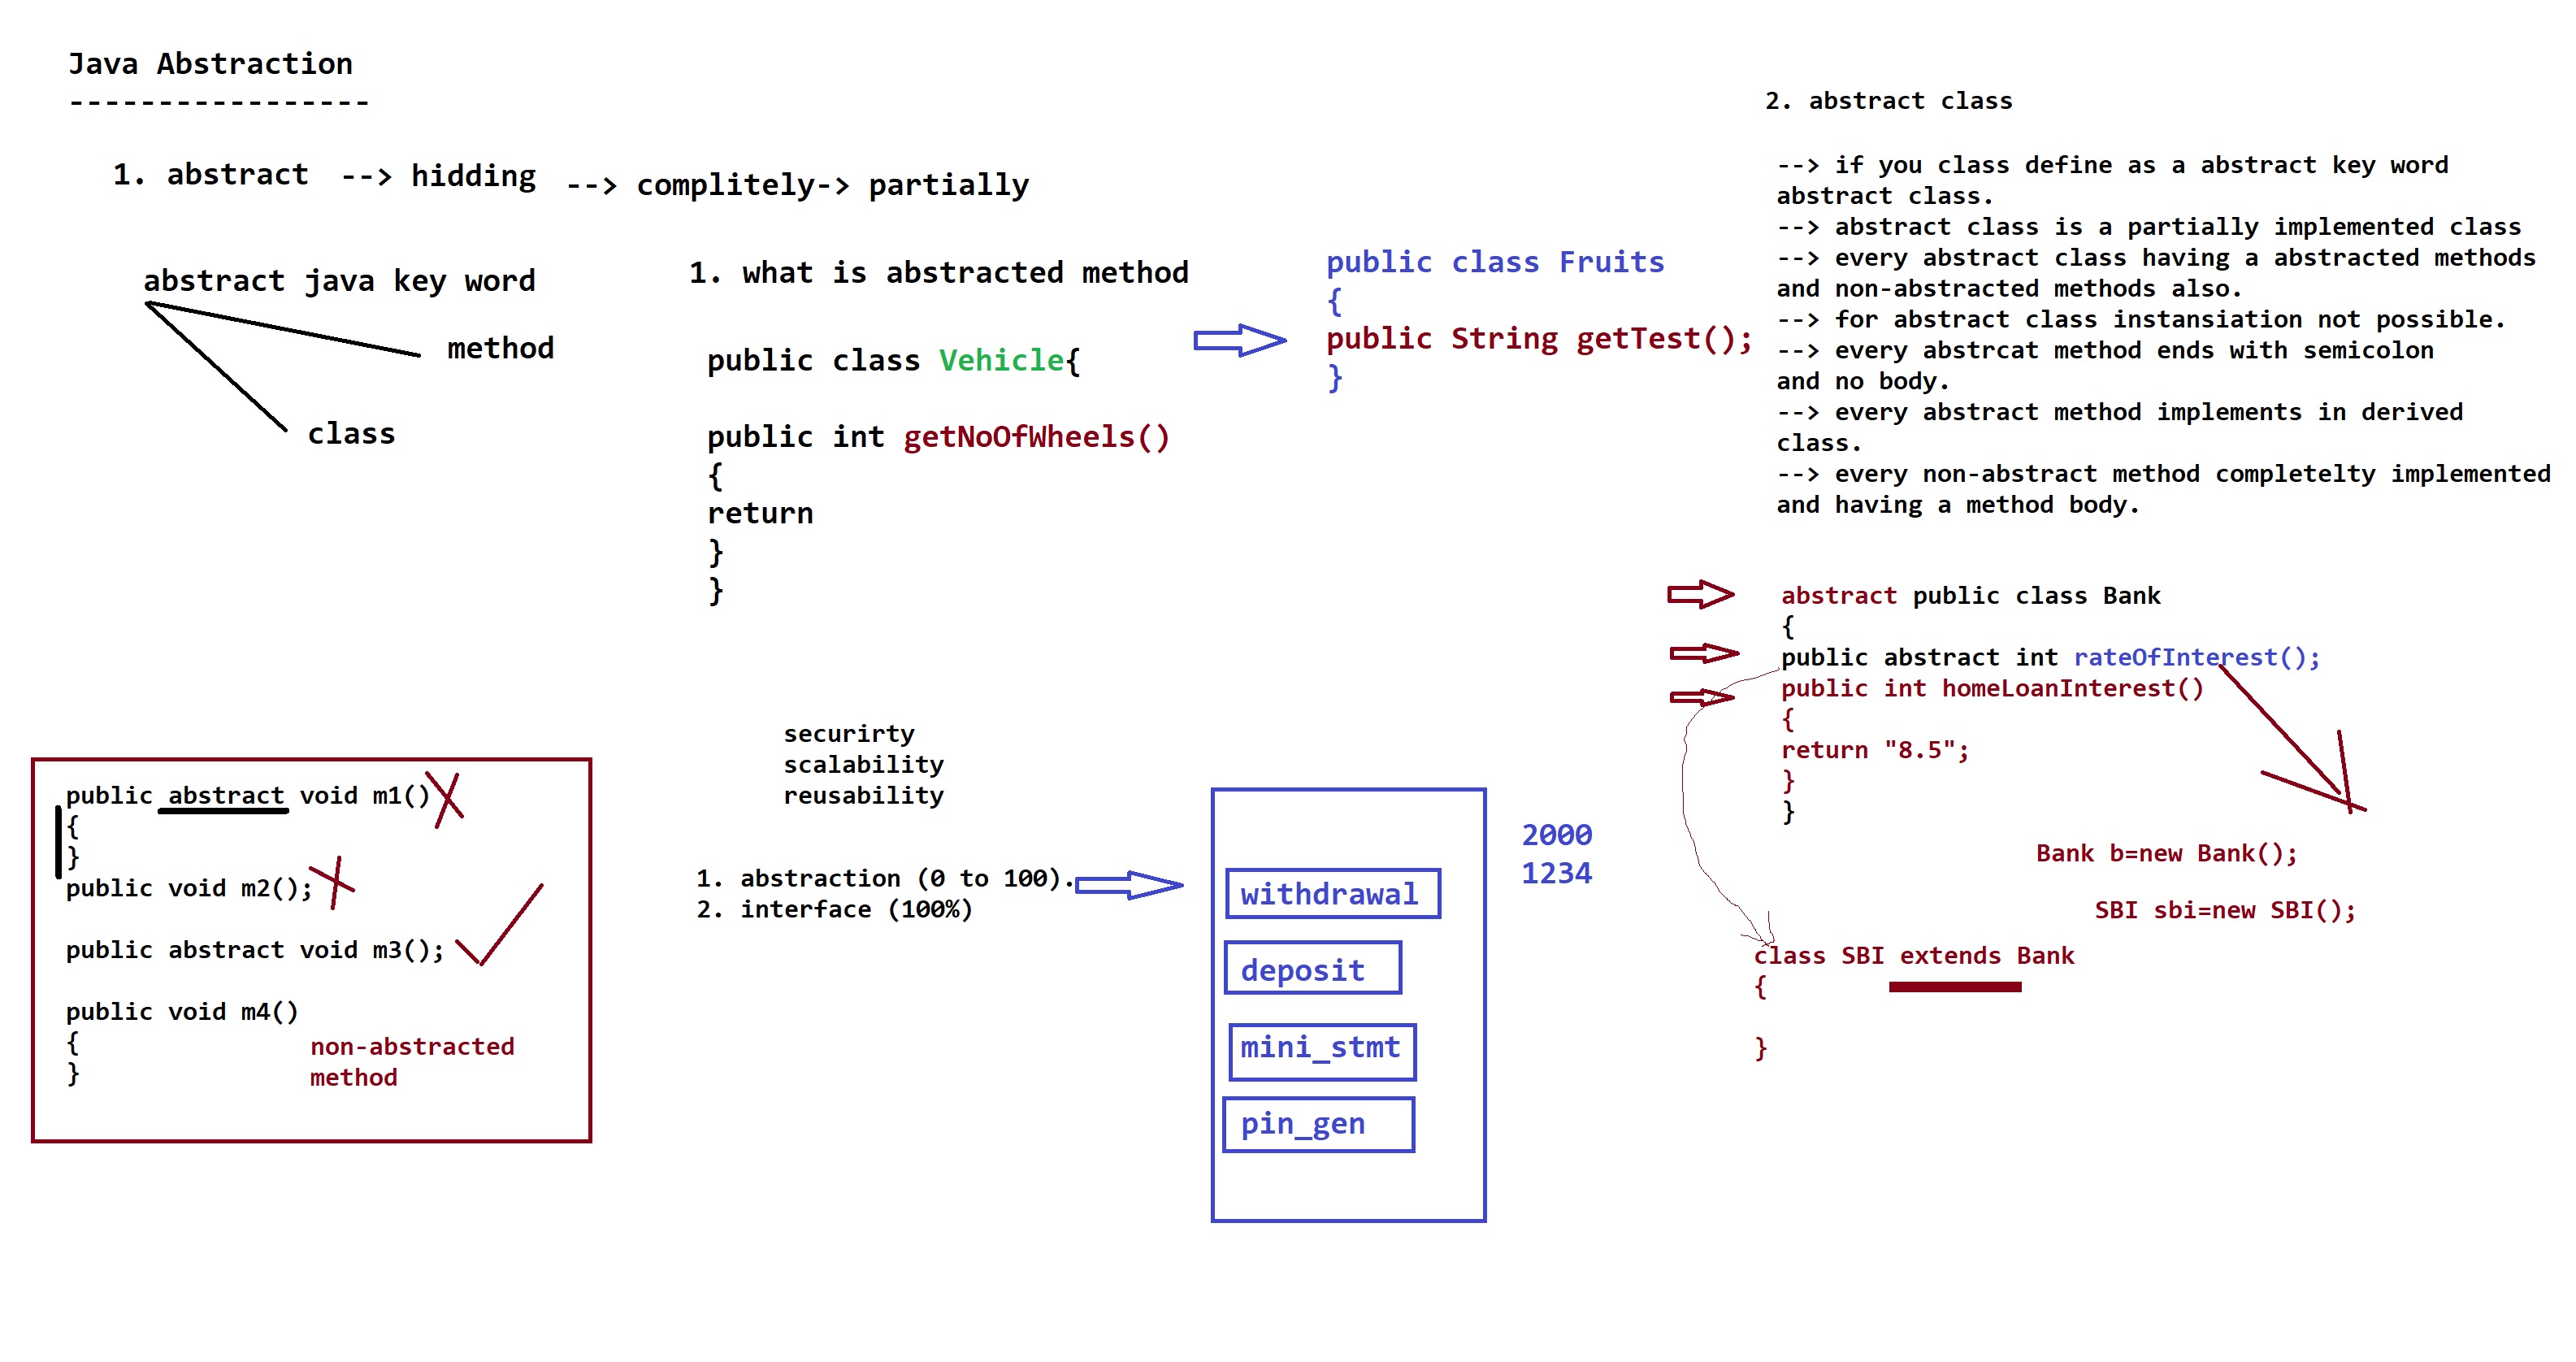 Java Abstraction
-----------------
1. abstract --> hidding --> complitely-> partially
abstract java key word
method
class
1. what is abstracted method
public class Vehicle{
public int getNoOfWheels()
{
return
}
}
public class Fruits
{
public String getTest();
}
2. abstract class
--> if you class define as a abstract key word
abstract class.
--> abstract class is a partially implemented class
--> every abstract class having a abstracted methods
and non-abstracted methods also.
--> for abstract class instansiation not possible.
--> every abstrcat method ends with semicolon
and no body.
--> every abstract method implements in derived
class.
--> every non-abstract method completelty implemented
and having a method body.
abstract public class Bank
{
public abstract int rateOfInterest();
public int homeLoanInterest()
{
return "8.5";
}
}
Bank b=new Bank();
SBI sbi=new SBI();
class SBI extends Bank
{
}
public abstract void m1()
{
}
public void m2();
public abstract void m3();
public void m4()
{
}
non-abstracted
method
securirty
scalability
reusability
1. abstraction (0 to 100).
2. interface (100%)
withdrawal
deposit
mini_stmt
pin_gen
2000
1234